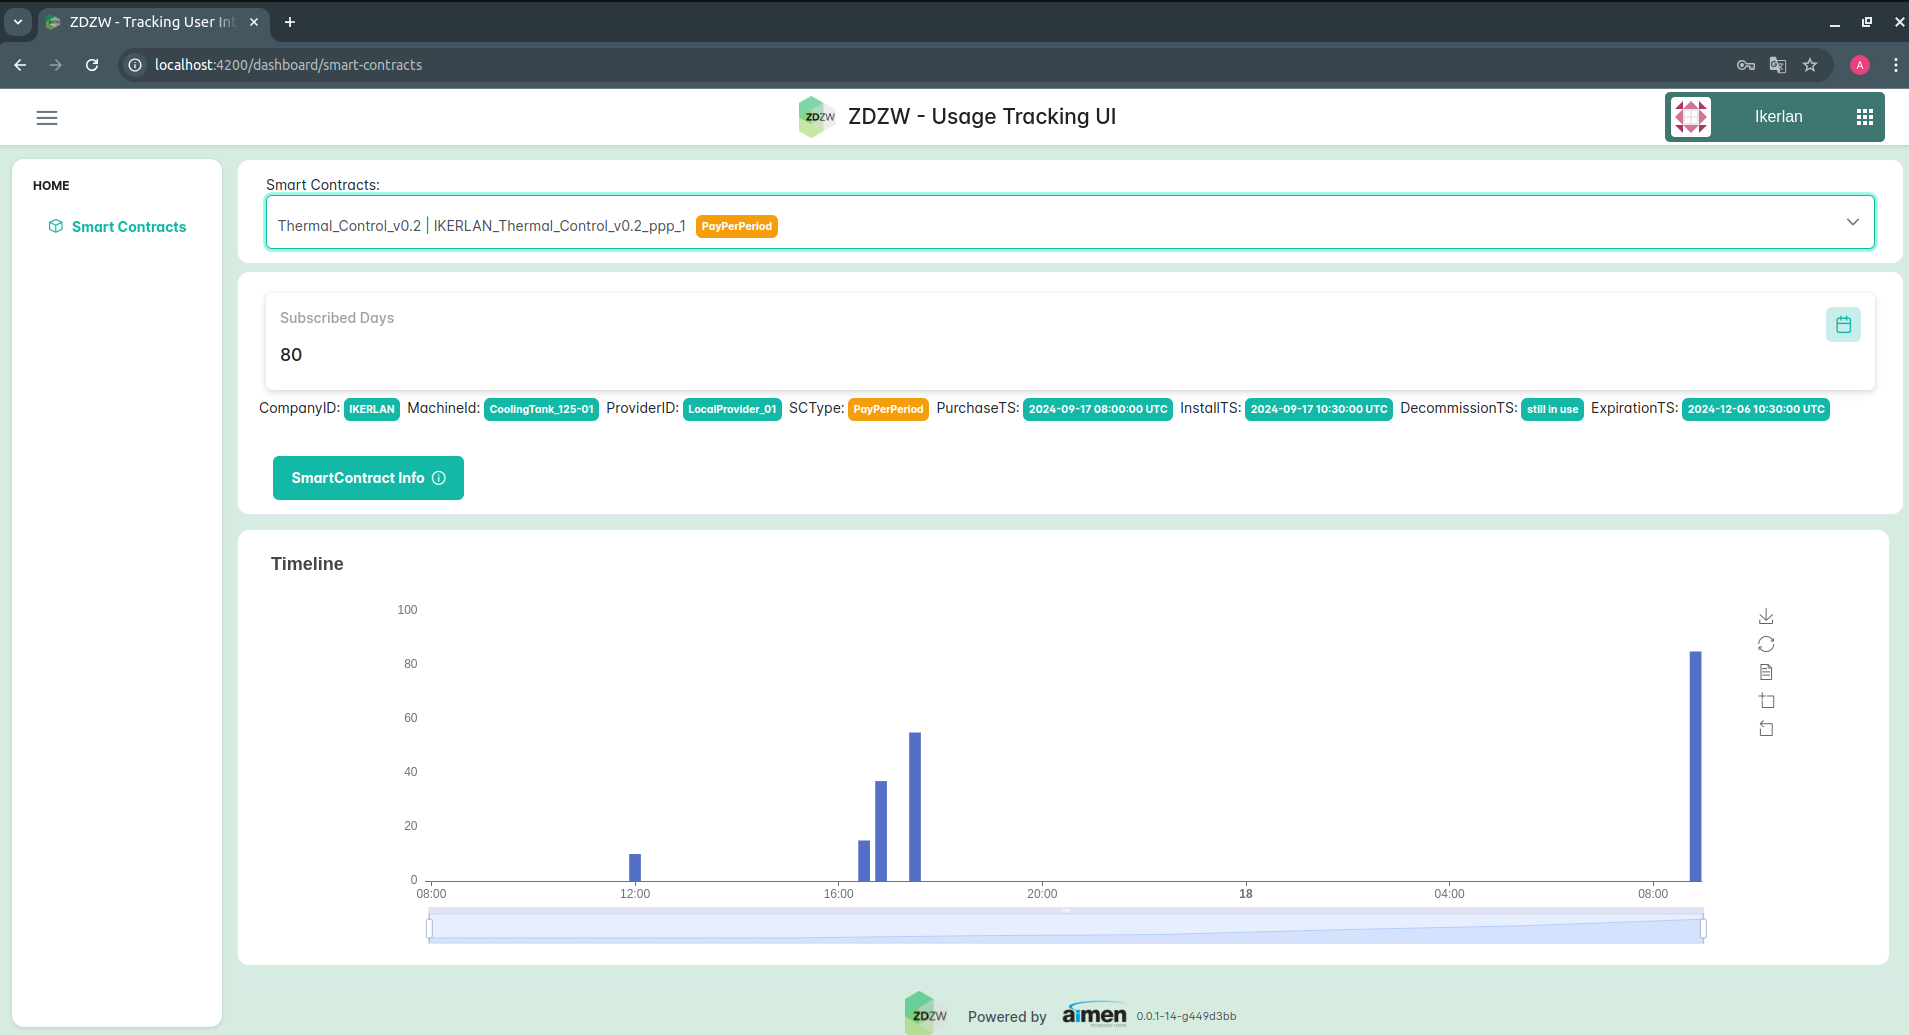 ZDZW - Tracking User Int
localhost:4200/dashboard/smart-contracts
A
ZDZW
ZDZW - Usage Tracking UI
Ikerlan
HOME
Smart Contracts
Smart Contracts:
Thermal_Control_v0.2 | IKERLAN_Thermal_Control_v0.2_ppp_1 PayPerPeriod
Subscribed Days
80
CompanyID: IKERLAN MachineId: CoolingTank_125-01 ProviderID: LocalProvider_01 SCType: PayPerPeriod PurchaseTS: 2024-09-17 08:00:00 UTC InstallTS: 2024-09-17 10:30:00 UTC DecommissionTS: still in use ExpirationTS: 2024-12-06 10:30:00 UTC
SmartContract Info
Timeline
100
80
60
40
20
0
08:00 12:00 16:00 20:00 18 04:00 08:00
ZDZW
Powered by
aimen
0.0.1-14-g449d3bb